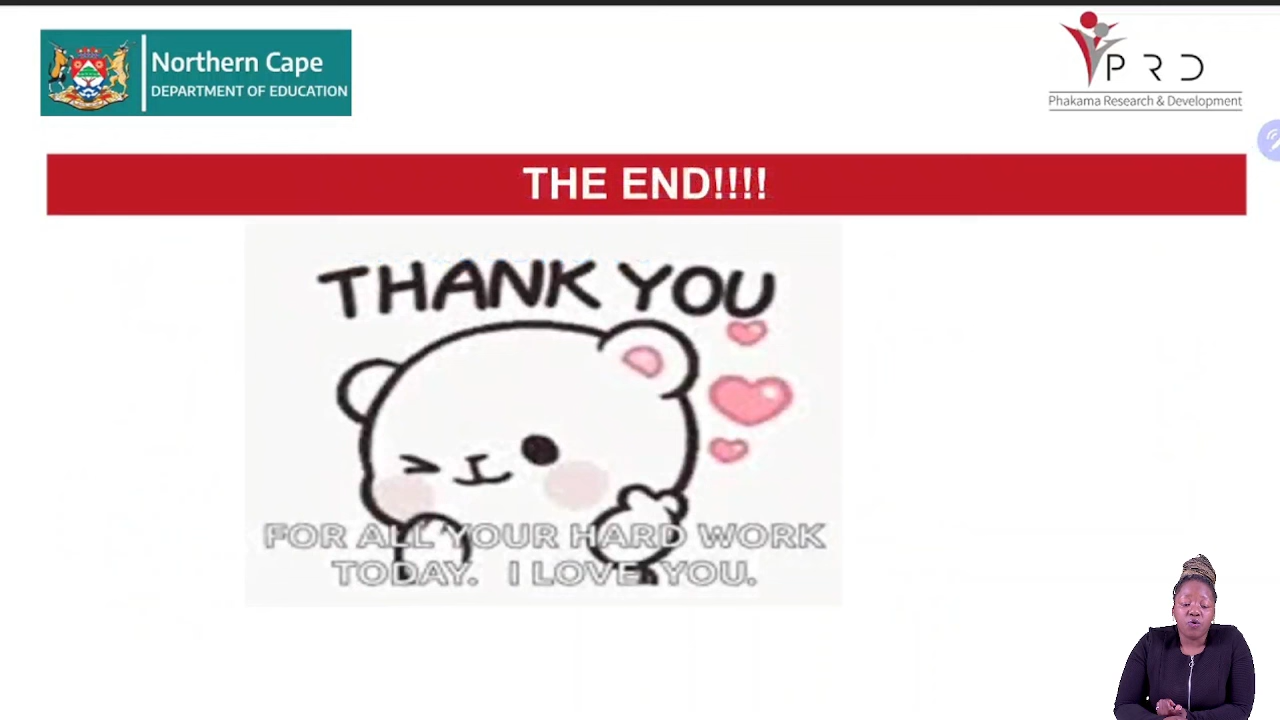 Northern Cape
DEPARTMENT OF EDUCATION
PRD
Phakama Research & Development
THE END!!!!
THANK YOU
FOR ALL YOUR HARD WORK
TODAY. I LOVE YOU.